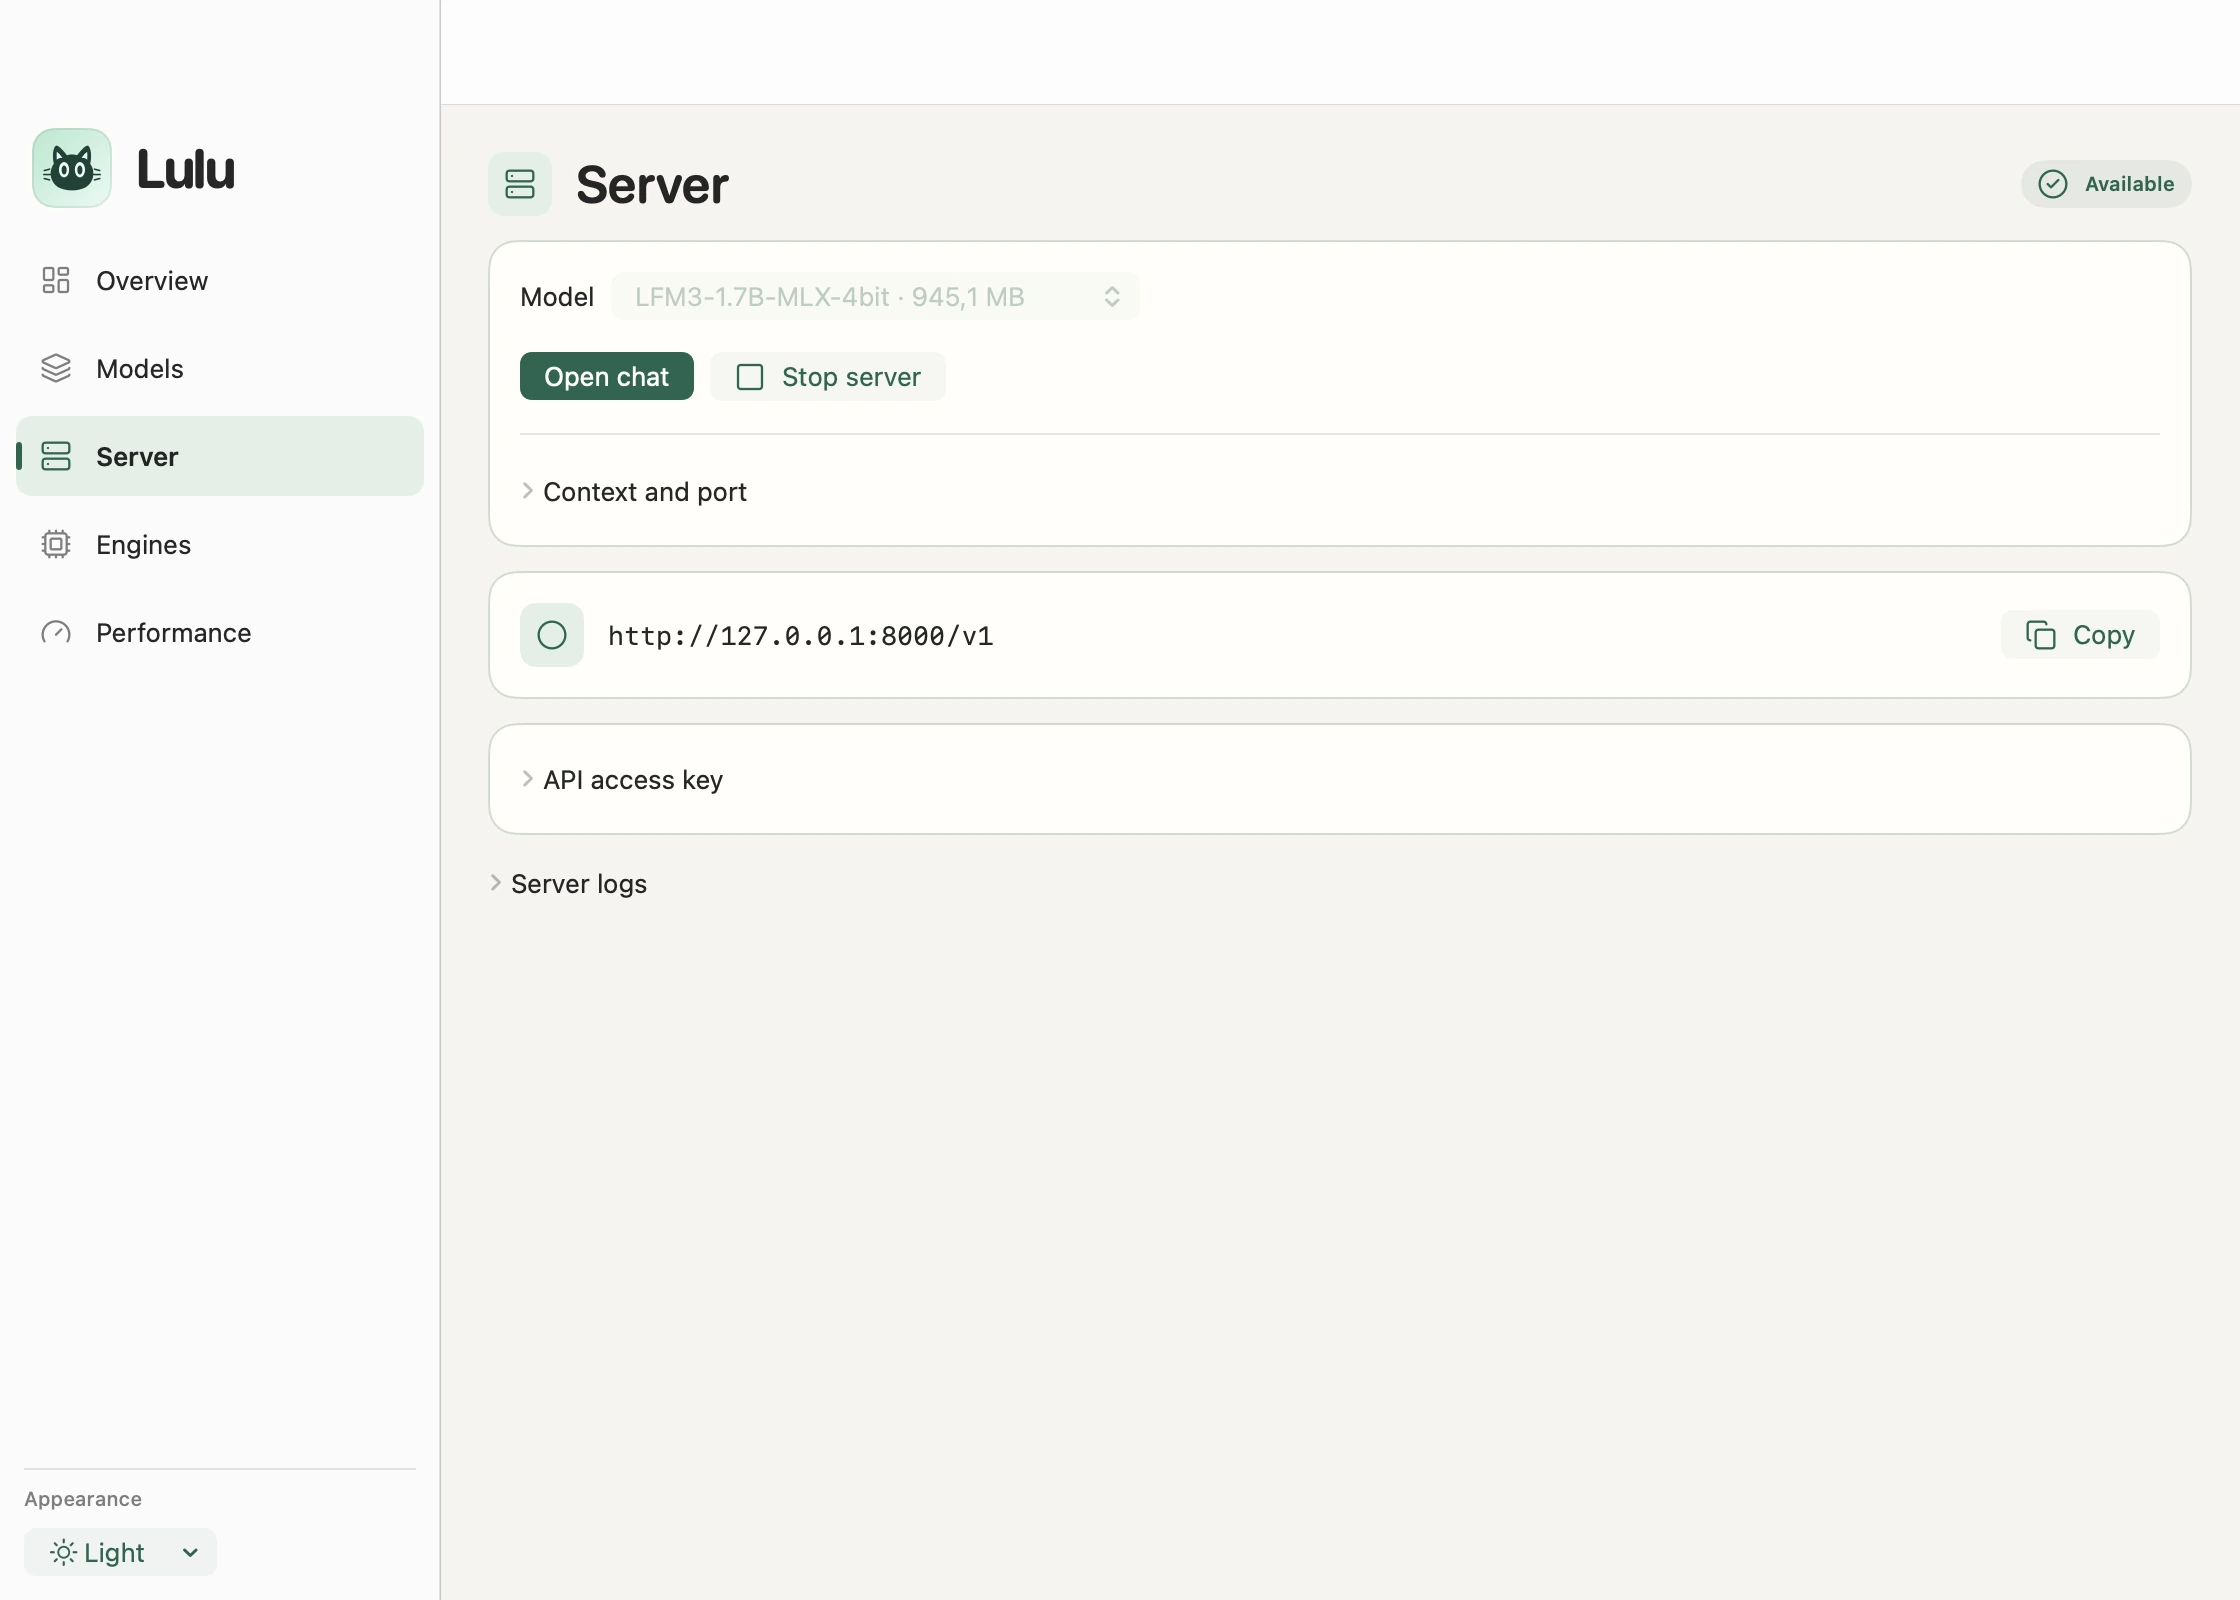 Lulu
Overview
Models
Server
Engines
Performance
Appearance
Light
Server
Available
Model LFM3-1.7B-MLX-4bit · 945,1 MB
Open chat Stop server
Context and port
http://127.0.0.1:8000/v1 Copy
API access key
Server logs